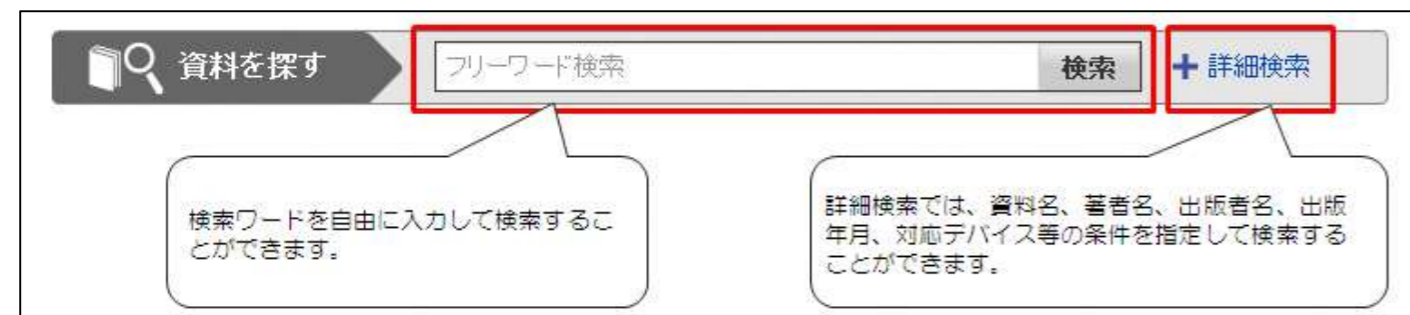 資料を探す
フリーワード検索
検索
+ 詳細検索
検索ワードを自由に入力して検索するこ
とができます。
詳細検索では、資料名、著者名、出版者名、出版
年月、対応デバイス等の条件を指定して検索する
ことができます。